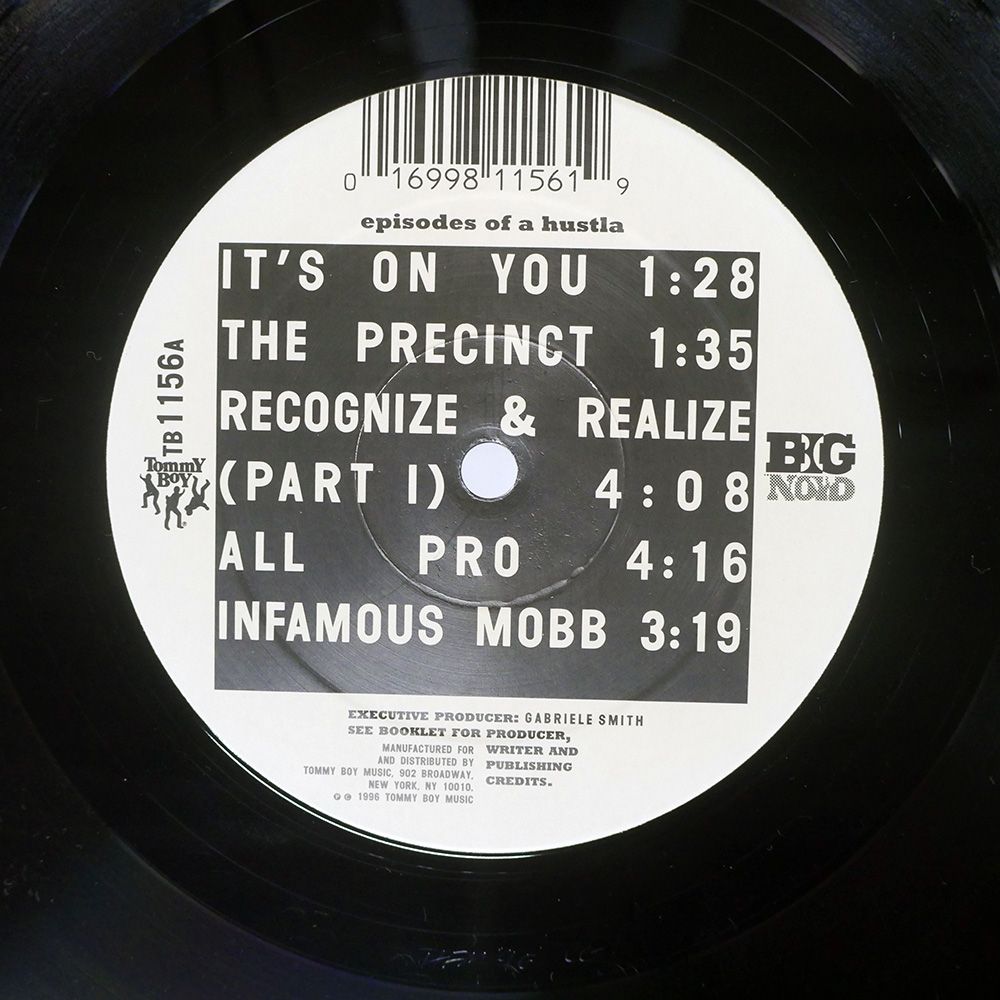 0 16998 11561 9
episodes of a hustla
IT'S ON YOU 1:28
THE PRECINCT 1:35
RECOGNIZE & REALIZE
(PART I) 4:08
ALL PRO 4:16
INFAMOUS MOBB 3:19
TB 1156A
TOMMY
BOY
BIG
NOYD
EXECUTIVE PRODUCER: GABRIELE SMITH
SEE BOOKLET FOR PRODUCER,
WRITER AND
PUBLISHING
CREDITS.
MANUFACTURED FOR
AND DISTRIBUTED BY
TOMMY BOY MUSIC, 902 BROADWAY,
NEW YORK, NY 10010.
℗ © 1996 TOMMY BOY MUSIC